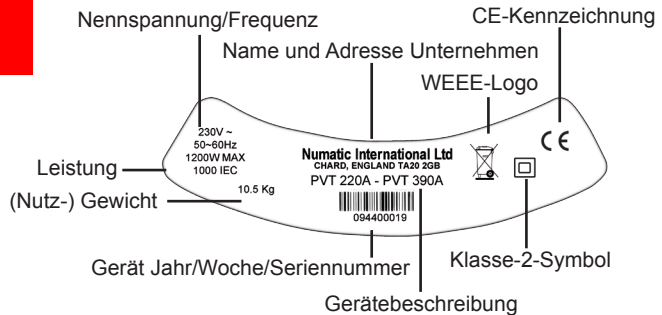 Nennspannung/Frequenz
CE-Kennzeichnung
Name und Adresse Unternehmen
WEEE-Logo
230V ~
50~60Hz
1200W MAX
1000 IEC
Numatic International Ltd
CHARD, ENGLAND TA20 2GB
CE
Leistung
PVT 220A - PVT 390A
10.5 Kg
(Nutz-) Gewicht
094400019
Gerät Jahr/Woche/Seriennummer
Klasse-2-Symbol
Gerätebeschreibung